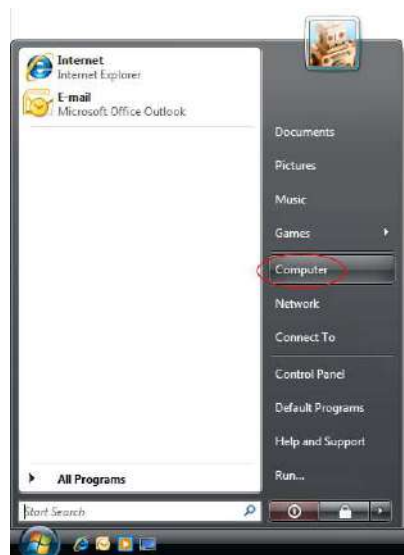 Internet
Internet Explorer
E-mail
Microsoft Office Outlook
All Programs
Start Search
Documents
Pictures
Music
Games
Computer
Network
Connect To
Control Panel
Default Programs
Help and Support
Run...